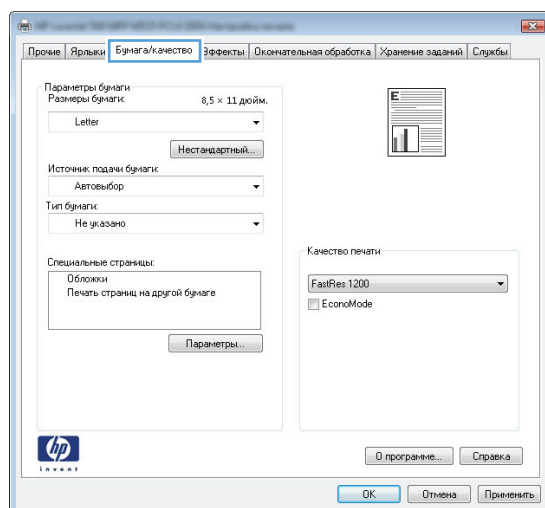 Прочие Ярлыки Бумага/качество Эффекты Окончательная обработка Хранение заданий Службы
Параметры бумаги
Размеры бумаги: 8,5 × 11 дюйм.
Letter
Нестандартный...
Источник подачи бумаги:
Автовыбор
Тип бумаги:
Не указано
Специальные страницы:
Обложки
Печать страниц на другой бумаге
Параметры...
E
Качество печати
FastRes 1200
EconoMode
hp
invent
О программе... Справка
OK Отмена Применить